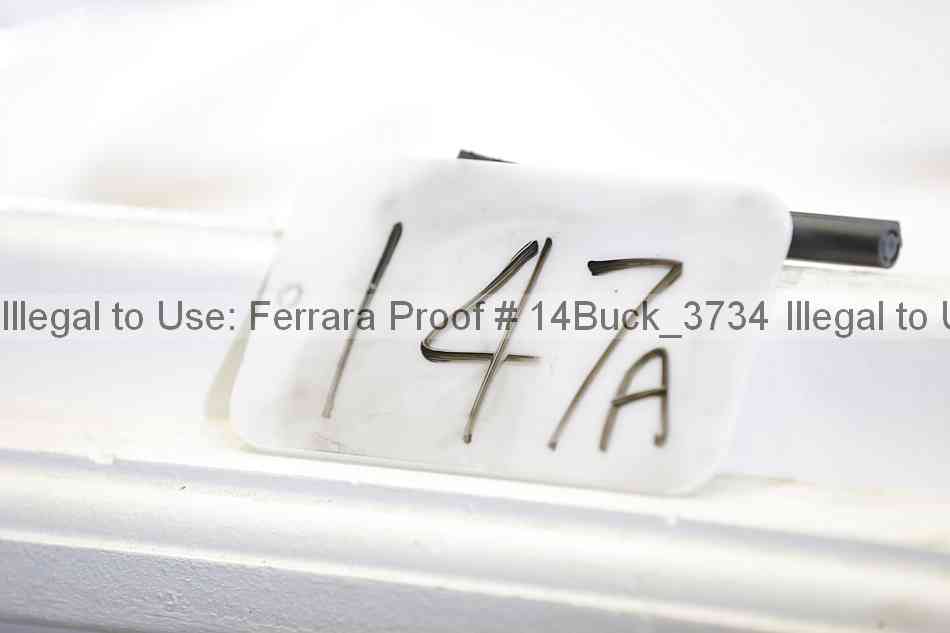 147A
Illegal to Use: Ferrara Proof # 14Buck_3734 Illegal to U